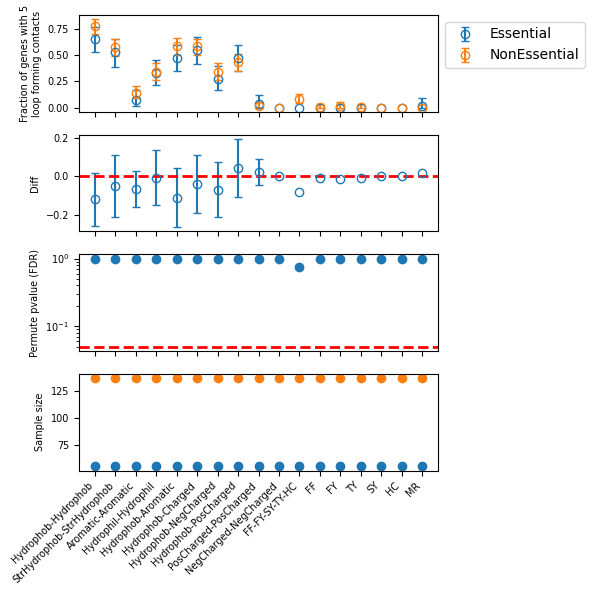 Fraction of genes with 5
loop forming contacts
0.75
0.50
0.25
0.00
Essential
NonEssential
Diff
0.2
0.0
−0.2
Permute pvalue (FDR)
10⁰
10⁻¹
Sample size
125
100
75
Hydrophob-Hydrophob
StrHydrophob-StrHydrophob
Aromatic-Aromatic
Hydrophil-Hydrophil
Hydrophob-Aromatic
Hydrophob-Charged
Hydrophob-NegCharged
Hydrophob-PosCharged
PosCharged-PosCharged
NegCharged-NegCharged
FF-FY-SY-TY-HC
FF
FY
TY
SY
HC
MR